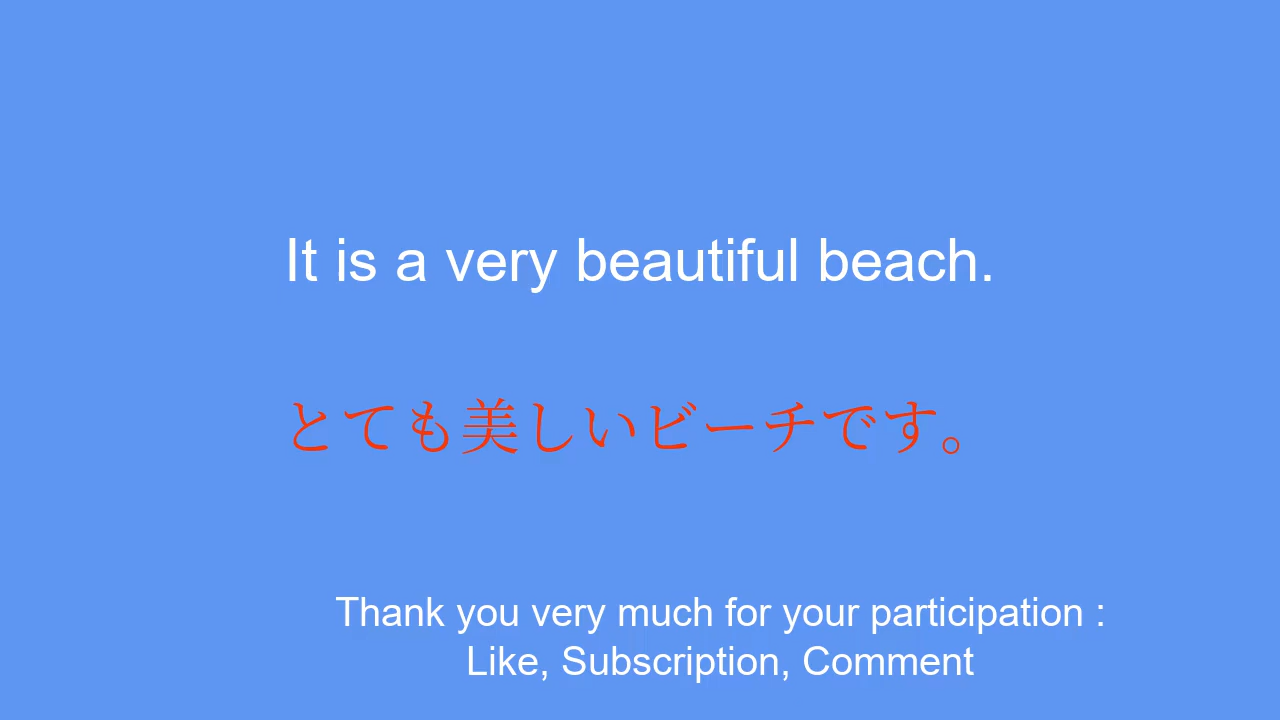 It is a very beautiful beach.
とても美しいビーチです。
Thank you very much for your participation :
Like, Subscription, Comment